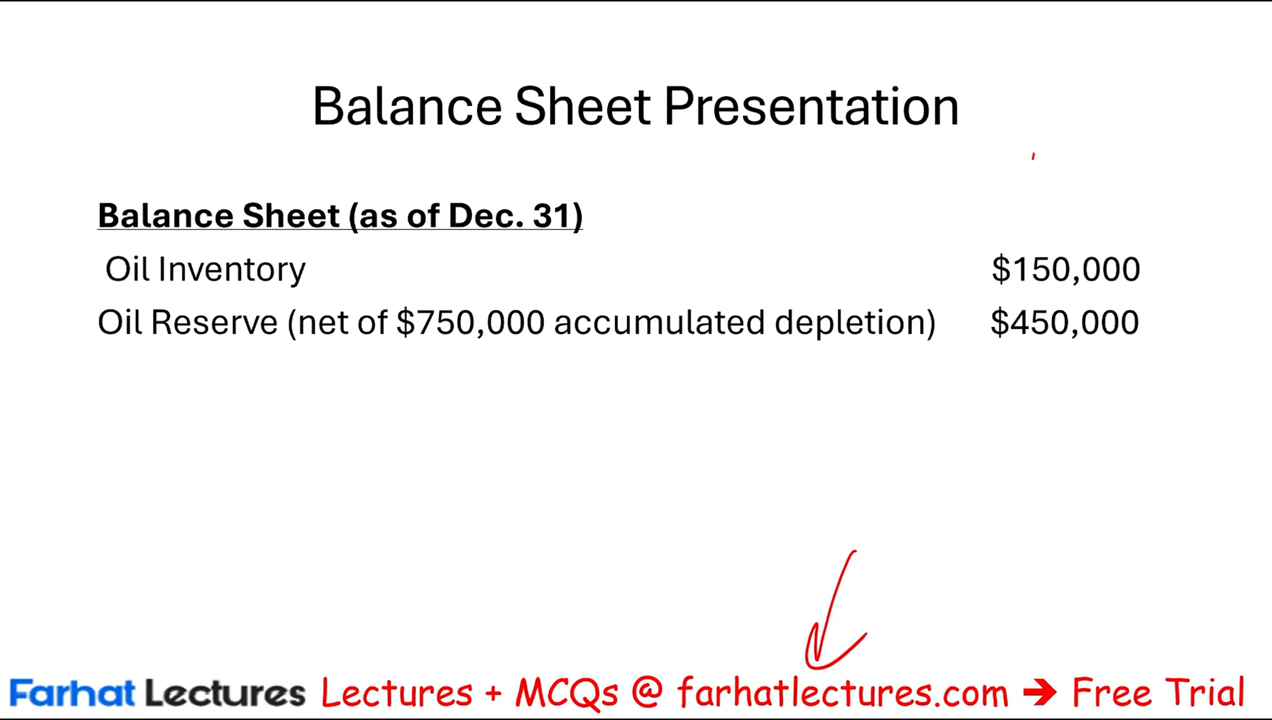 Balance Sheet Presentation
Balance Sheet (as of Dec. 31)
Oil Inventory $150,000
Oil Reserve (net of $750,000 accumulated depletion) $450,000
Farhat Lectures Lectures + MCQs @ farhatlectures.com ➔ Free Trial